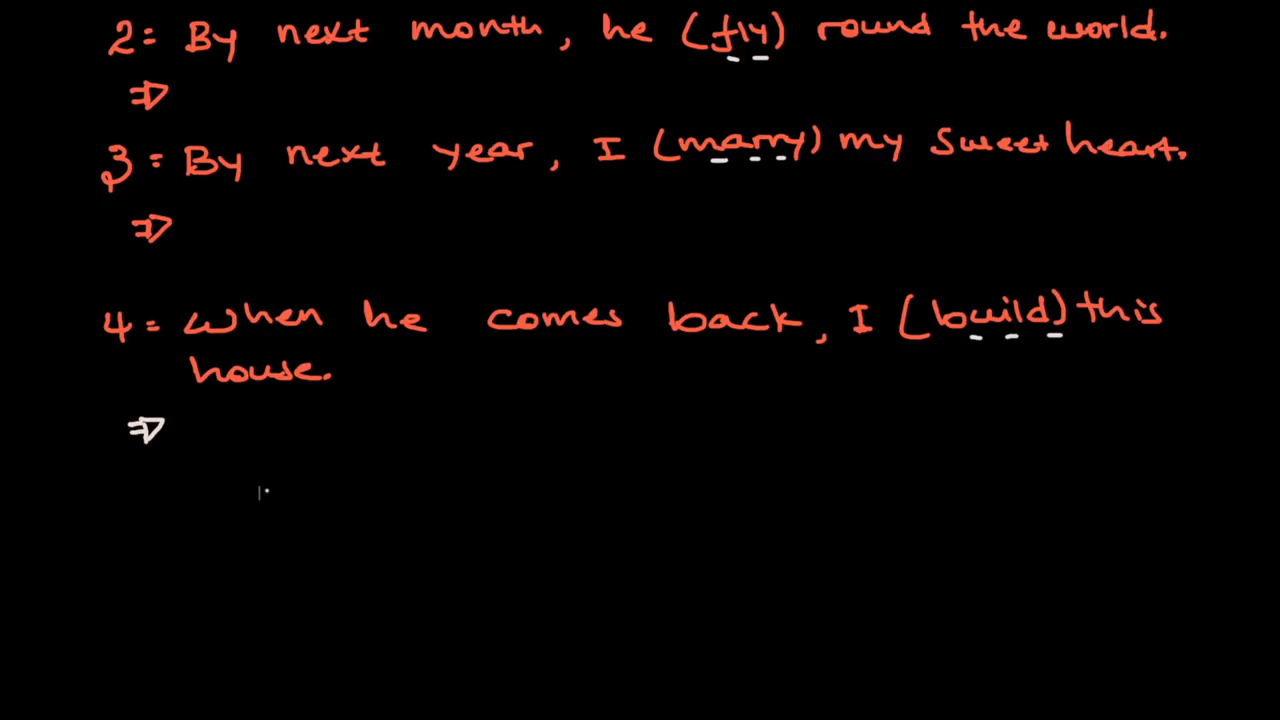 2= By next month, he (fly) round the world.
⇒
3= By next year, I (marry) my sweet heart.
⇒
4= When he comes back, I (build) this
house.
⇒